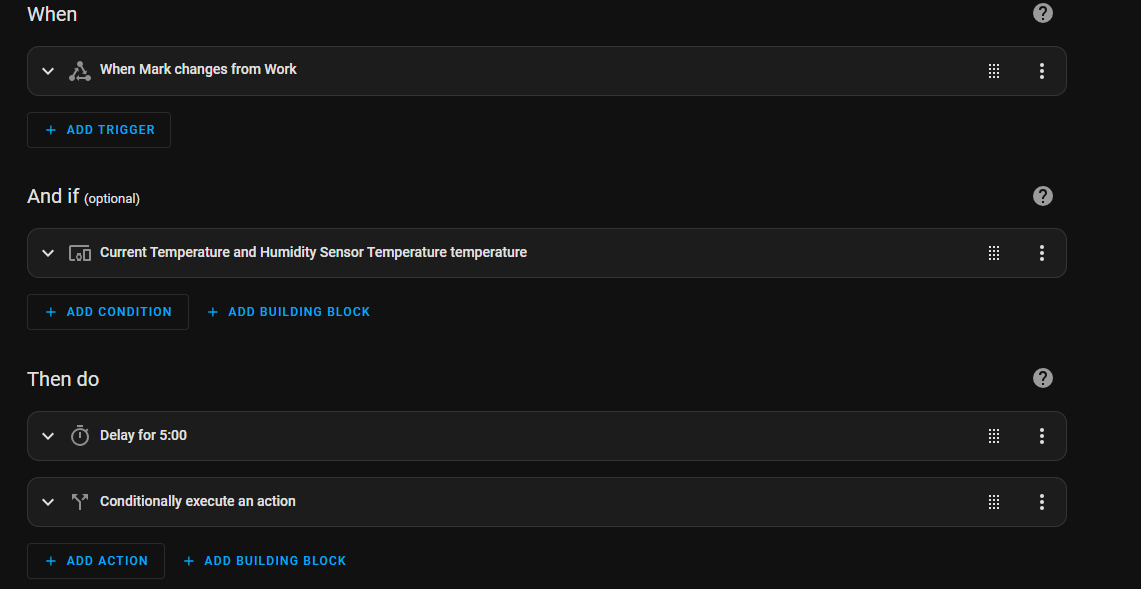 When
When Mark changes from Work
+ ADD TRIGGER
And if (optional)
Current Temperature and Humidity Sensor Temperature temperature
+ ADD CONDITION + ADD BUILDING BLOCK
Then do
Delay for 5:00
Conditionally execute an action
+ ADD ACTION + ADD BUILDING BLOCK